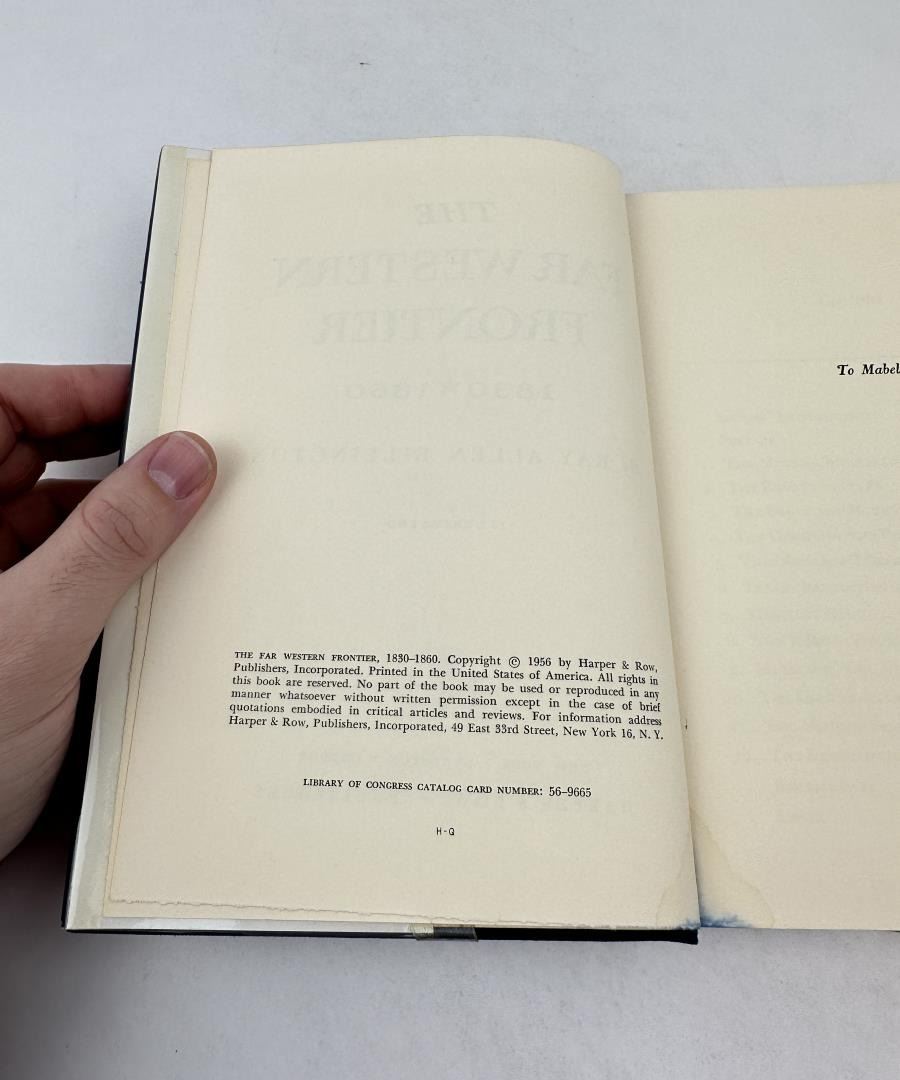 THE FAR WESTERN FRONTIER, 1830–1860. Copyright © 1956 by Harper & Row,
Publishers, Incorporated. Printed in the United States of America. All rights in
this book are reserved. No part of the book may be used or reproduced in any
manner whatsoever without written permission except in the case of brief
quotations embodied in critical articles and reviews. For information address
Harper & Row, Publishers, Incorporated, 49 East 33rd Street, New York 16, N. Y.
LIBRARY OF CONGRESS CATALOG CARD NUMBER: 56-9665
H-Q
To Mabel